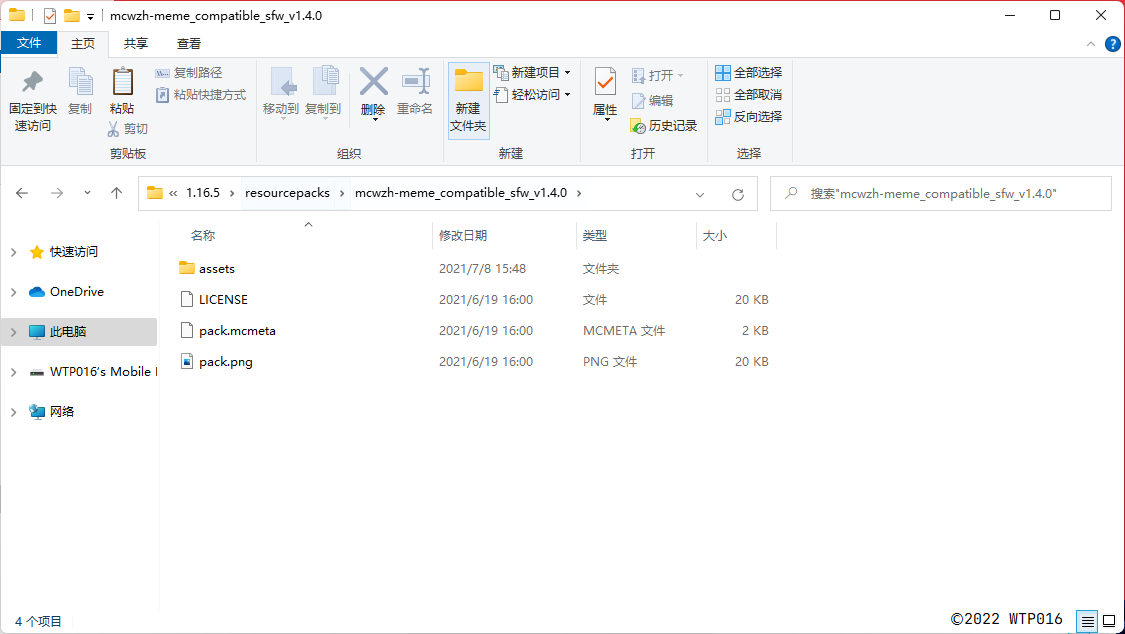 mcwzh-meme_compatible_sfw_v1.4.0
文件 主页 共享 查看
固定到快速访问
复制
粘贴
复制路径
粘贴快捷方式
剪切
剪贴板
移动到
复制到
删除
重命名
组织
新建文件夹
新建项目
轻松访问
新建
属性
打开
编辑
历史记录
打开
全部选择
全部取消
反向选择
选择
« 1.16.5 › resourcepacks › mcwzh-meme_compatible_sfw_v1.4.0 ›
搜索"mcwzh-meme_compatible_sfw_v1.4.0"
快速访问
OneDrive
此电脑
WTP016's Mobile
网络
名称 修改日期 类型 大小
assets 2021/7/8 15:48 文件夹
LICENSE 2021/6/19 16:00 文件 20 KB
pack.mcmeta 2021/6/19 16:00 MCMETA 文件 2 KB
pack.png 2021/6/19 16:00 PNG 文件 20 KB
4 个项目
©2022 WTP016